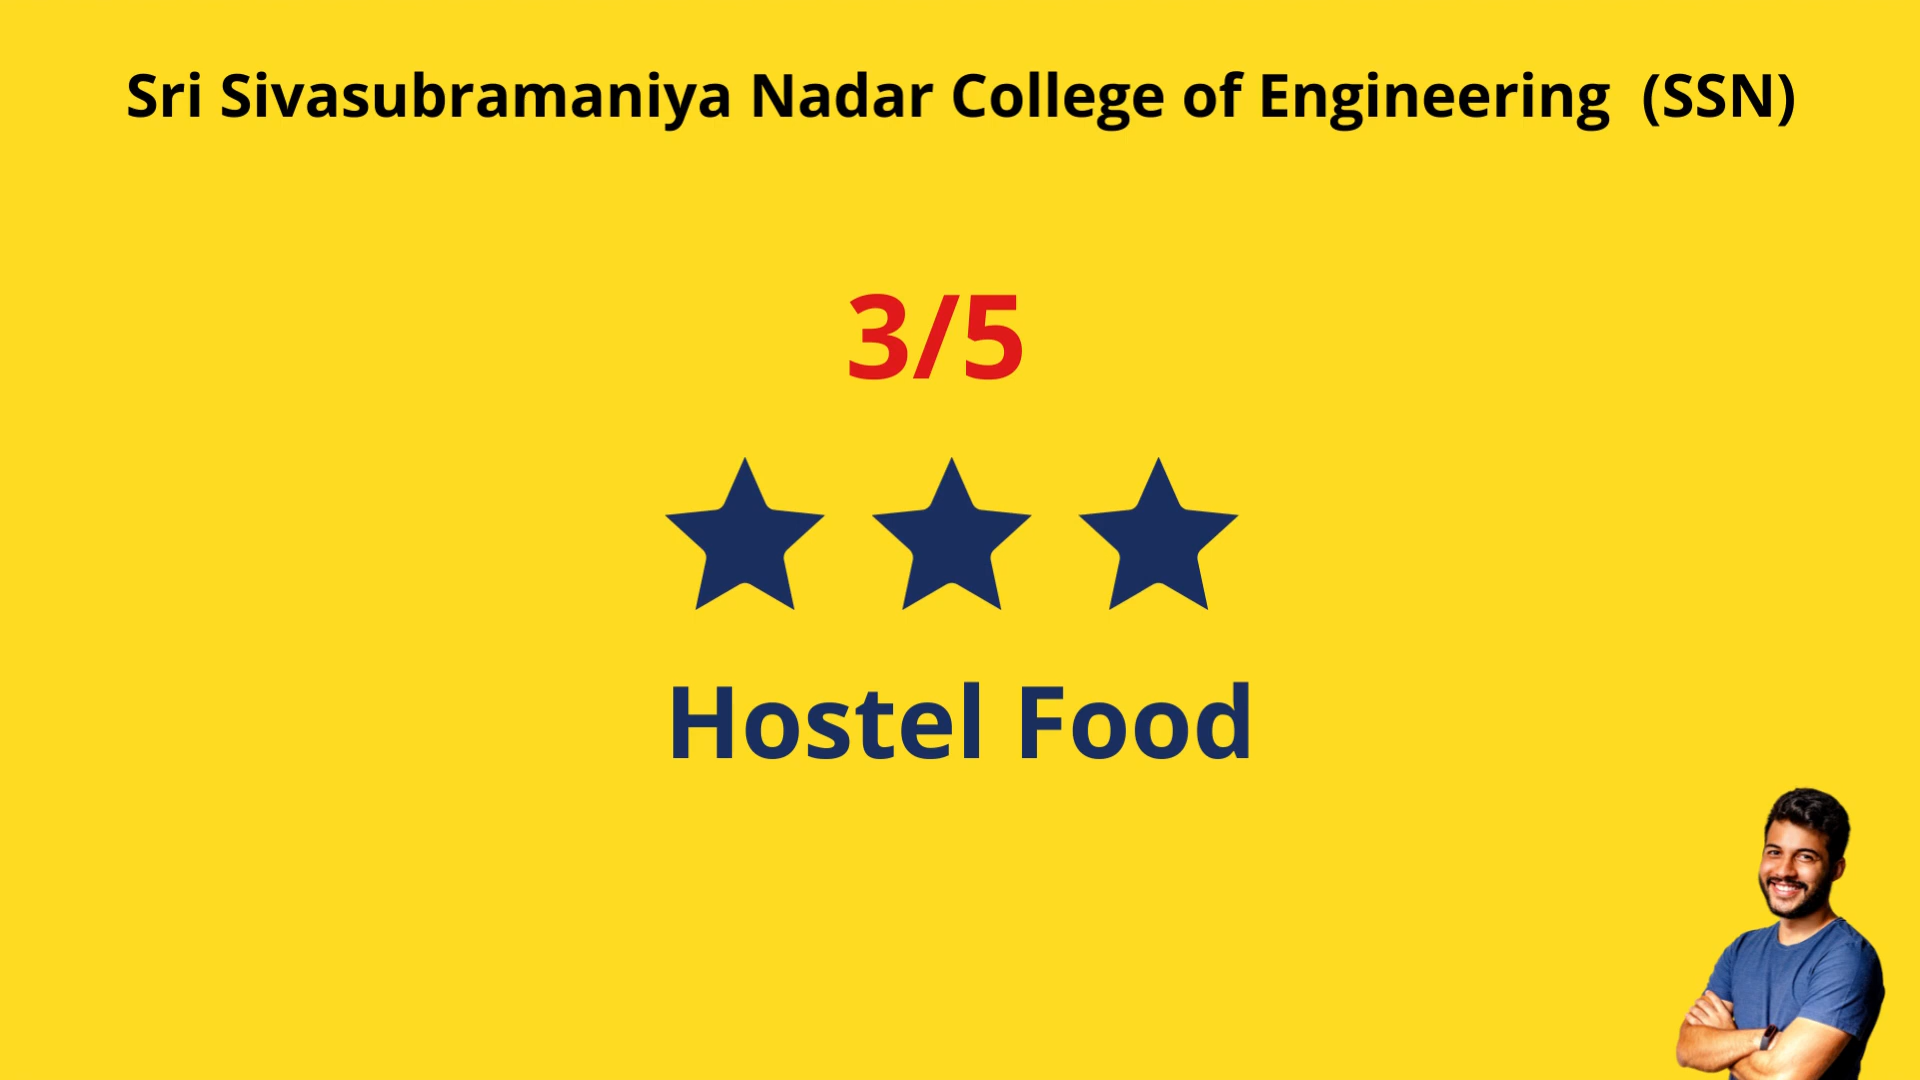 Sri Sivasubramaniya Nadar College of Engineering  (SSN)
3/5
Hostel Food